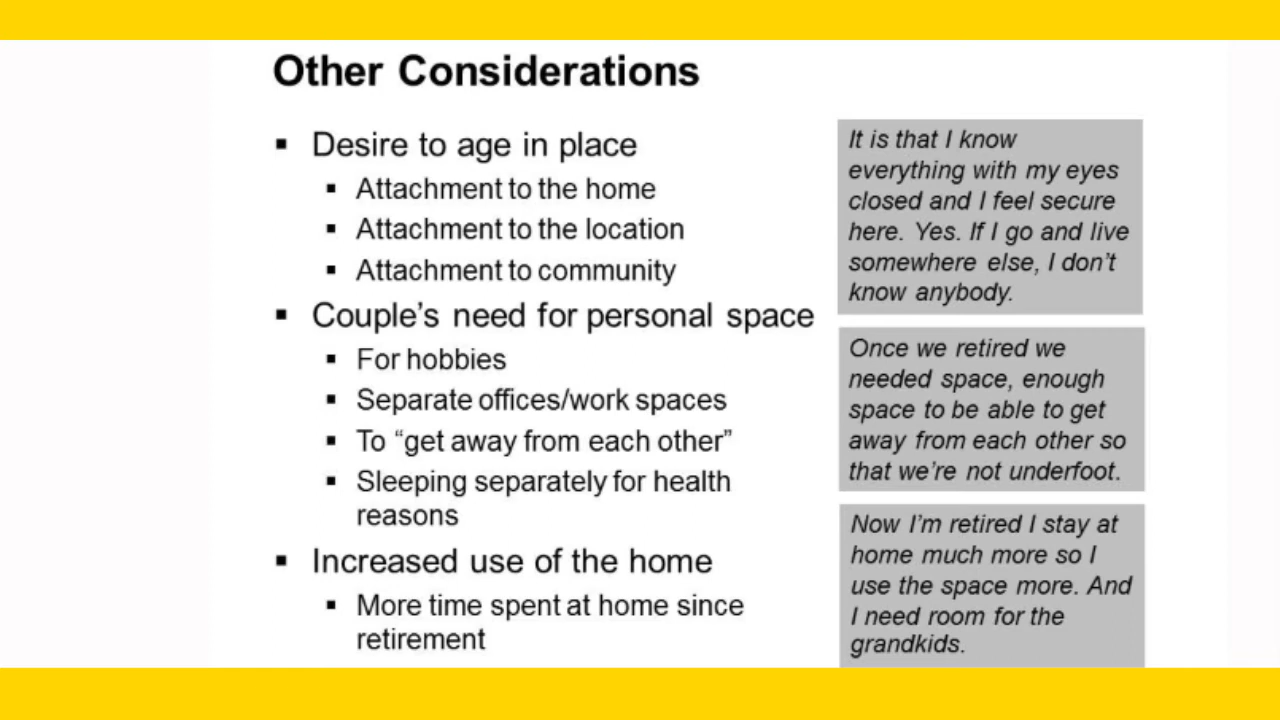 Other Considerations
▪ Desire to age in place
▪ Attachment to the home
▪ Attachment to the location
▪ Attachment to community
▪ Couple’s need for personal space
▪ For hobbies
▪ Separate offices/work spaces
▪ To “get away from each other”
▪ Sleeping separately for health
reasons
▪ Increased use of the home
▪ More time spent at home since
retirement
It is that I know
everything with my eyes
closed and I feel secure
here. Yes. If I go and live
somewhere else, I don’t
know anybody.
Once we retired we
needed space, enough
space to be able to get
away from each other so
that we’re not underfoot.
Now I’m retired I stay at
home much more so I
use the space more. And
I need room for the
grandkids.